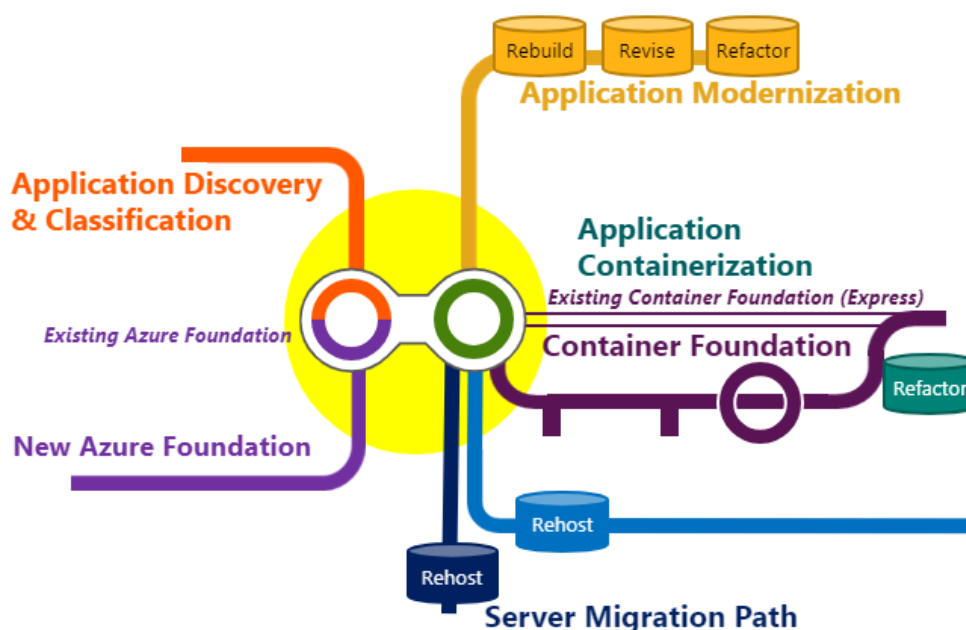 Rebuild
Revise
Refactor
Application Modernization
Application Discovery
& Classification
Application
Containerization
Existing Container Foundation (Express)
Existing Azure Foundation
Container Foundation
Refactor
New Azure Foundation
Rehost
Rehost
Server Migration Path